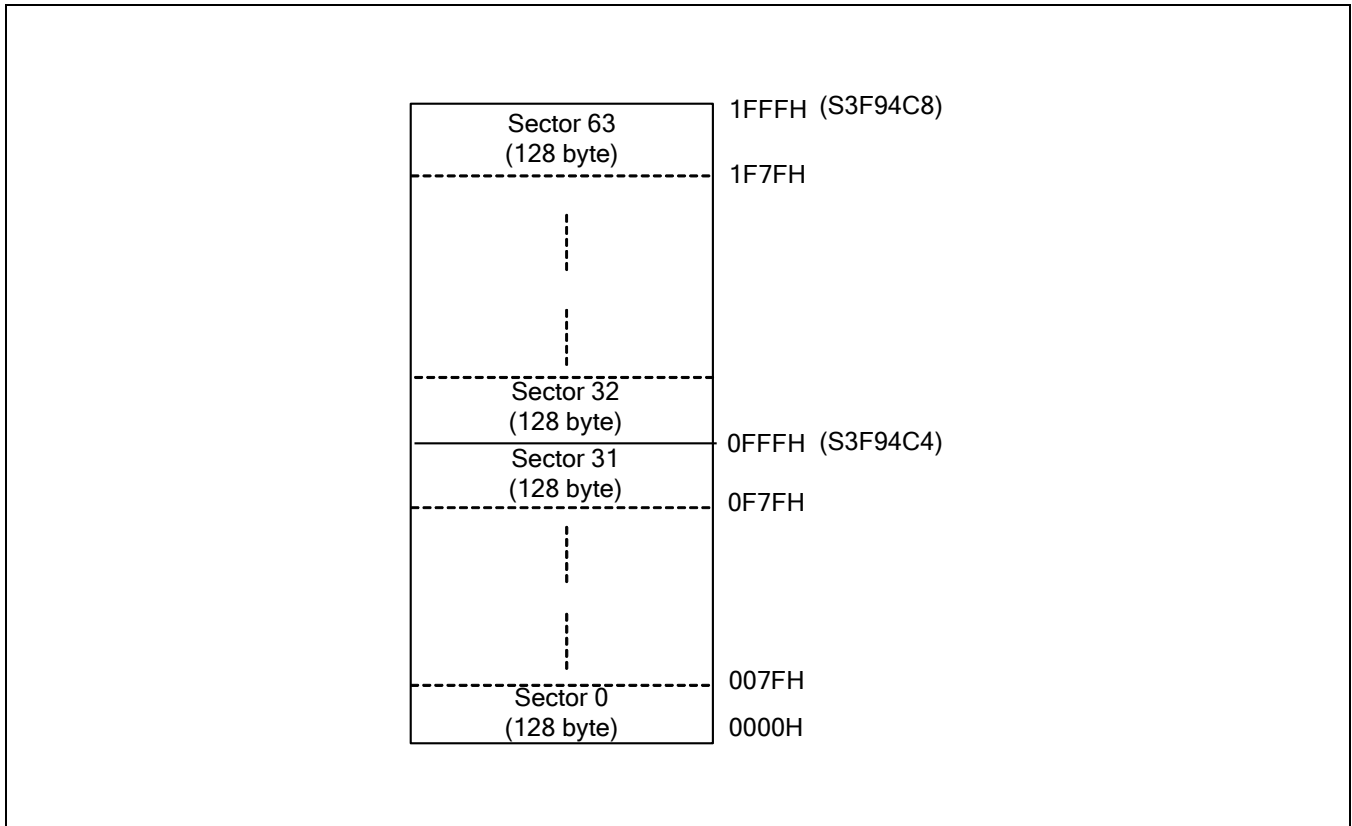 1FFFH (S3F94C8)
Sector 63
(128 byte)
1F7FH
Sector 32
(128 byte)
0FFFH (S3F94C4)
Sector 31
(128 byte)
0F7FH
007FH
Sector 0
(128 byte)
0000H